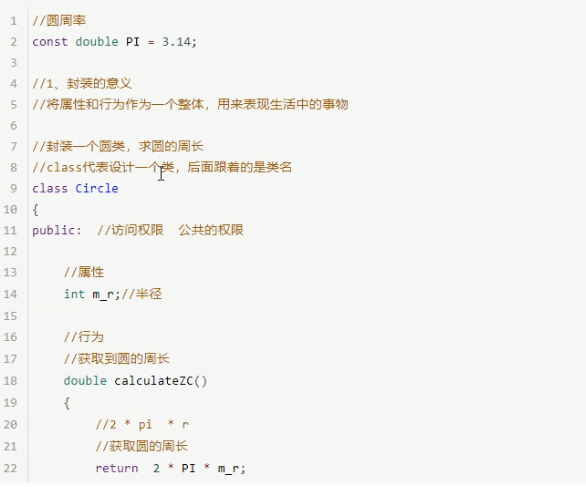 1 //圆周率
2 const double PI = 3.14;
3
4 //1、封装的意义
5 //将属性和行为作为一个整体，用来表现生活中的事物
6
7 //封装一个圆类，求圆的周长
8 //class代表设计一个类，后面跟着的是类名
9 class Circle
10 {
11 public:  //访问权限  公共的权限
12
13     //属性
14     int m_r;//半径
15
16     //行为
17     //获取到圆的周长
18     double calculateZC()
19     {
20         //2 * pi  * r
21         //获取圆的周长
22         return  2 * PI * m_r;